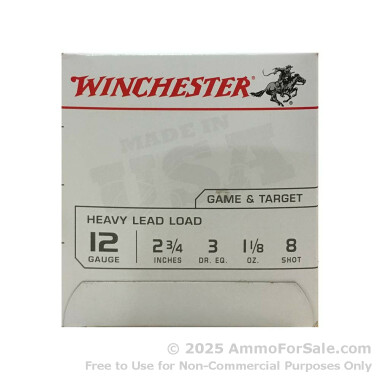 WINCHESTER
MADE IN
USA
GAME & TARGET
HEAVY LEAD LOAD
12 2 3/4 3 1 1/8 8
GAUGE INCHES DR. EQ. OZ. SHOT
© 2025 AmmoForSale.com
Free to Use for Non-Commercial Purposes Only